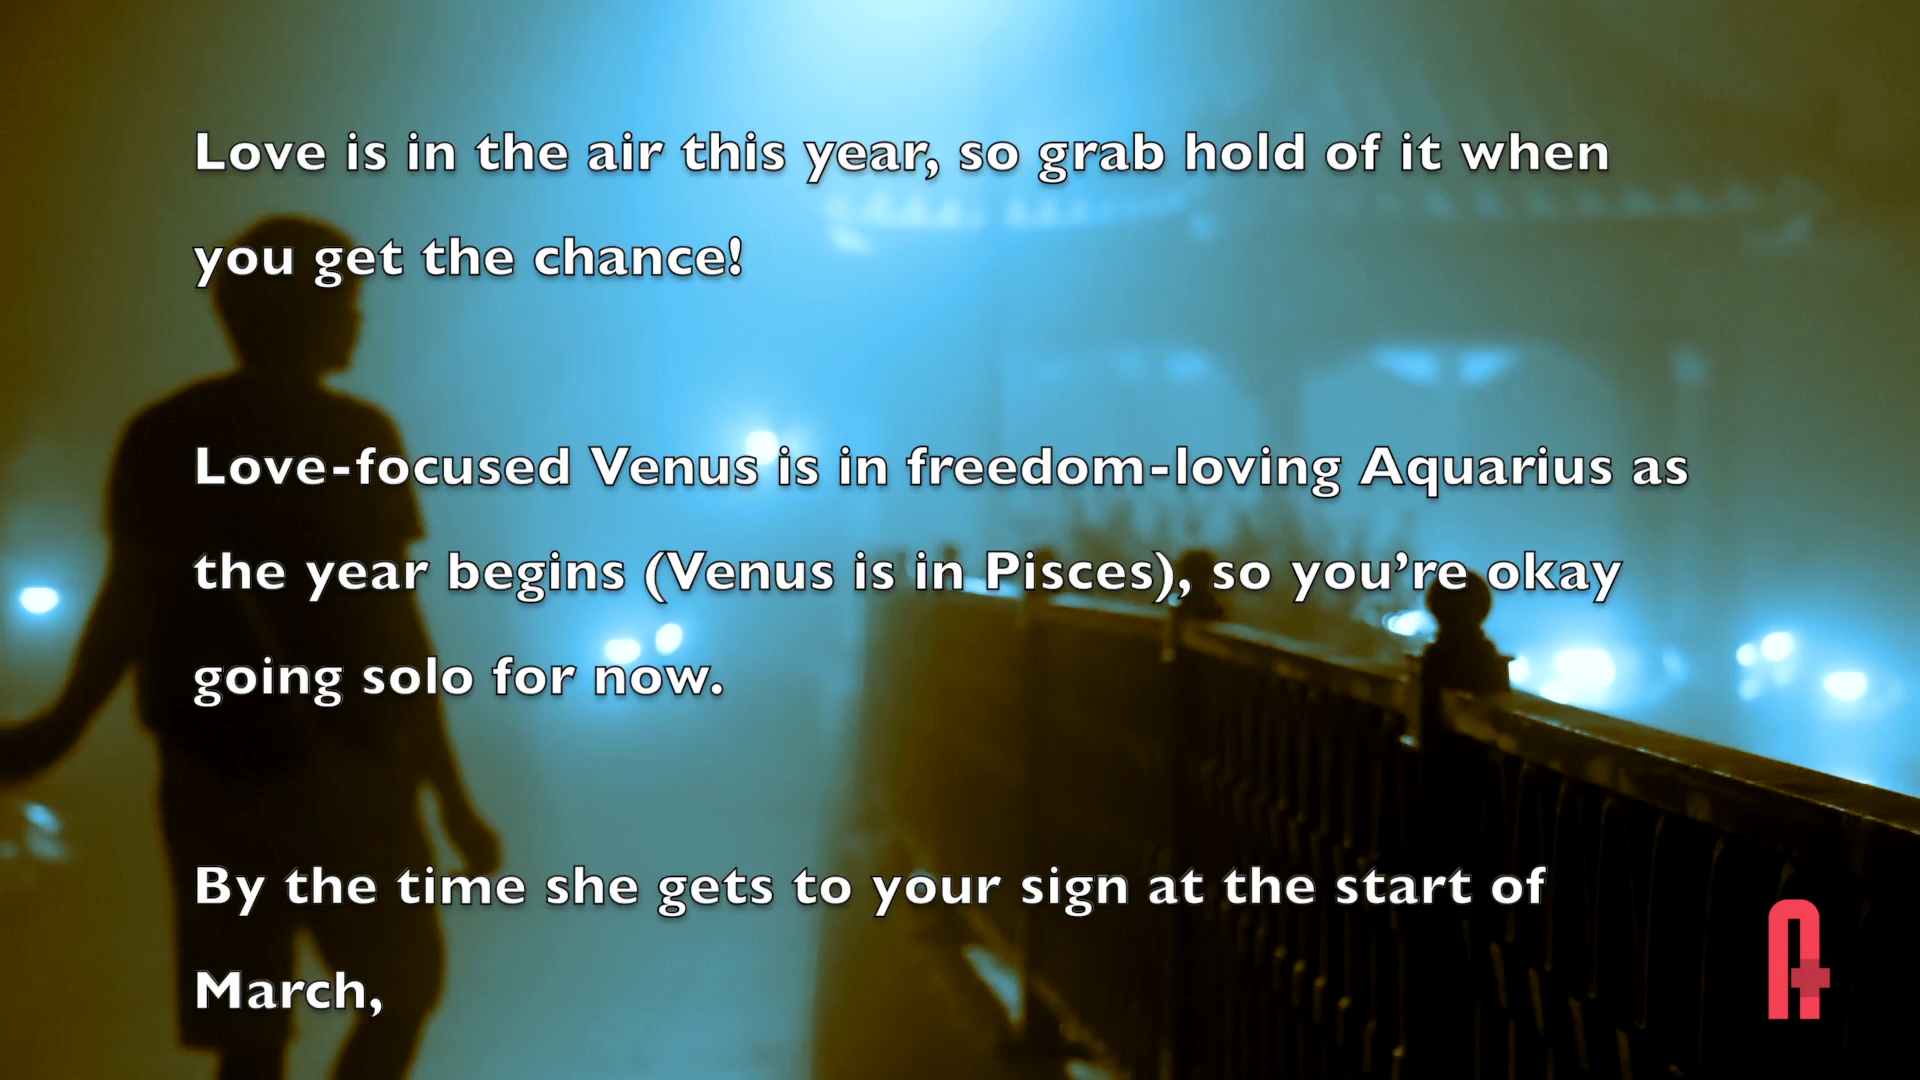 Love is in the air this year, so grab hold of it when
you get the chance!
Love-focused Venus is in freedom-loving Aquarius as
the year begins (Venus is in Pisces), so you’re okay
going solo for now.
By the time she gets to your sign at the start of
March,